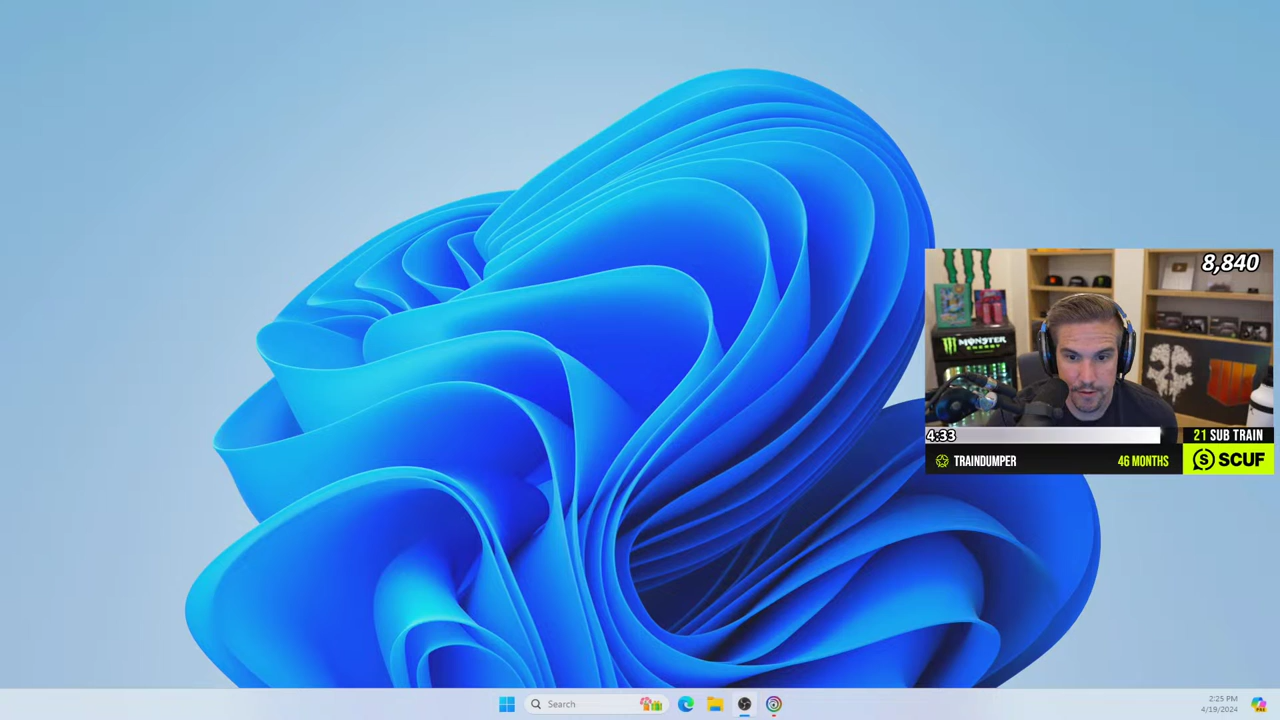 8,840
MONSTER
ENERGY
4:33
21 SUB TRAIN
TRAINDUMPER
46 MONTHS
SCUF
Search
2:25 PM
4/19/2024